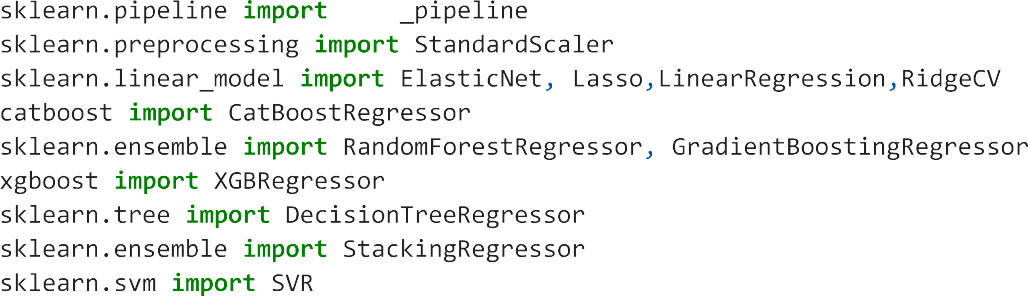 sklearn.pipeline import _pipeline
sklearn.preprocessing import StandardScaler
sklearn.linear_model import ElasticNet, Lasso,LinearRegression,RidgeCV
catboost import CatBoostRegressor
sklearn.ensemble import RandomForestRegressor, GradientBoostingRegressor
xgboost import XGBRegressor
sklearn.tree import DecisionTreeRegressor
sklearn.ensemble import StackingRegressor
sklearn.svm import SVR